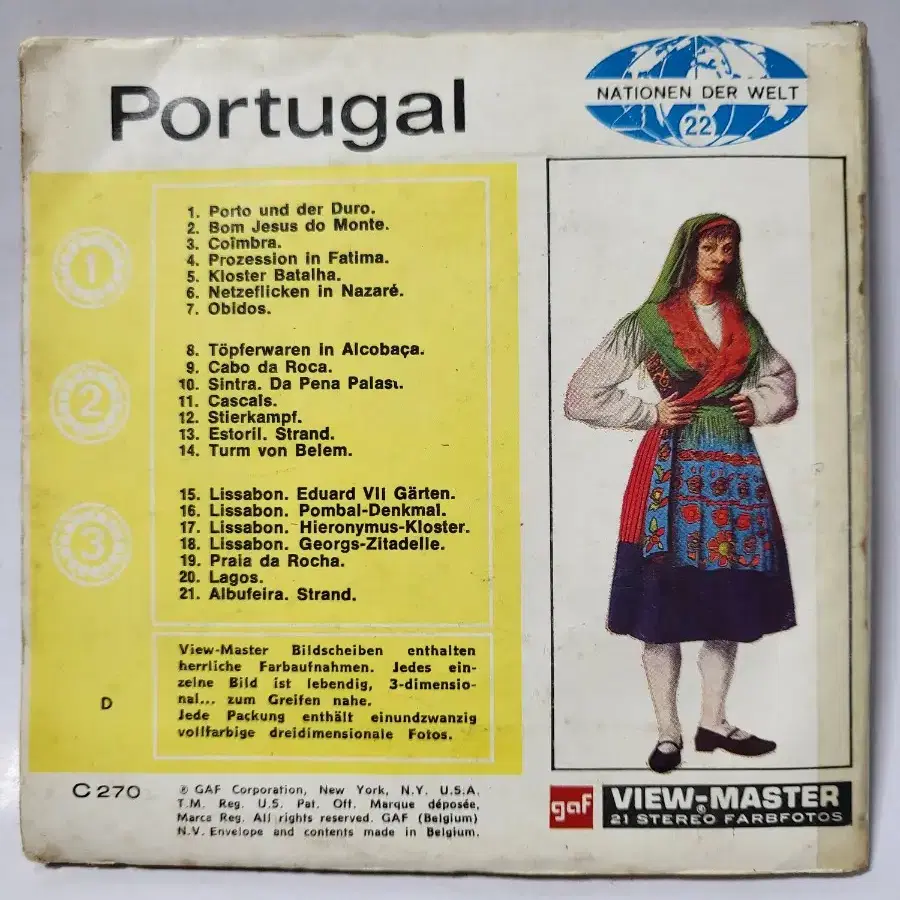 Portugal
NATIONEN DER WELT
22
1
1. Porto und der Duro.
2. Bom Jesus do Monte.
3. Coïmbra.
4. Prozession in Fatima.
5. Kloster Batalha.
6. Netzeflicken in Nazaré.
7. Obidos.
2
8. Töpferwaren in Alcobaça.
9. Cabo da Roca.
10. Sintra. Da Pena Palast.
11. Cascais.
12. Stierkampf.
13. Estoril. Strand.
14. Turm von Belem.
3
15. Lissabon. Eduard VII Gärten.
16. Lissabon. Pombal-Denkmal.
17. Lissabon. Hieronymus-Kloster.
18. Lissabon. Georgs-Zitadelle.
19. Praia da Rocha.
20. Lagos.
21. Albufeira. Strand.
View-Master Bildscheiben enthalten
herrliche Farbaufnahmen. Jedes ein-
zelne Bild ist lebendig, 3-dimensio-
nal... zum Greifen nahe.
Jede Packung enthält einundzwanzig
vollfarbige dreidimensionale Fotos.
D
C 270
® GAF Corporation, New York, N.Y. U.S.A.
T.M. Reg. U.S. Pat. Off. Marque déposée,
Marca Reg. All rights reserved. GAF (Belgium)
N.V. Envelope and contents made in Belgium.
gaf
VIEW-MASTER®
21 STEREO FARBFOTOS